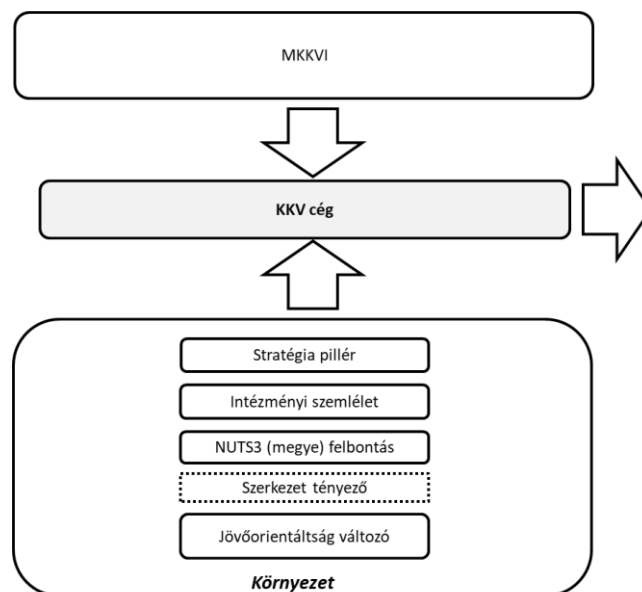 MKKVI
KKV cég
Stratégia pillér
Intézményi szemlélet
NUTS3 (megye) felbontás
Szerkezet tényező
Jövőorientáltság változó
Környezet